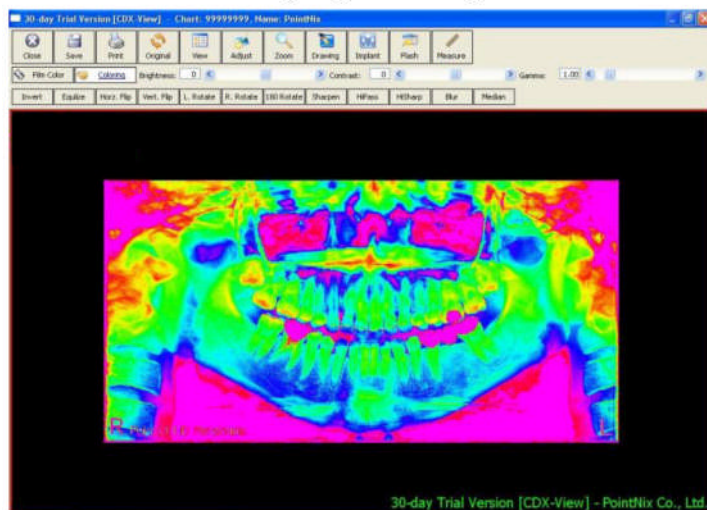 30-day Trial Version [CDX-View] - Chart: 99999999, Name: PointNix
Close Save Print Original View Adjust Zoom Drawing Implant Flash Measure
Film Color Coloring Brightness: 0 Contrast: 0 Gamma: 1.00
Invert Equlize Horz. Flip Vert. Flip L. Rotate R. Rotate 180 Rotate Sharpen HiPass HiSharp Blur Median
R L
30-day Trial Version [CDX-View] - PointNix Co., Ltd.